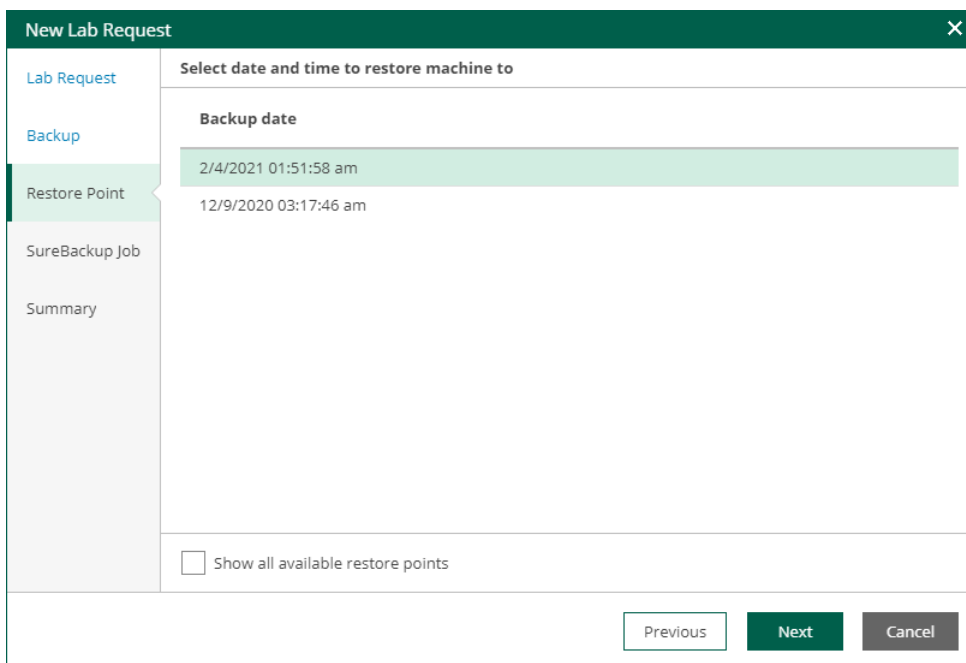 New Lab Request
Lab Request
Backup
Restore Point
SureBackup Job
Summary
Select date and time to restore machine to
Backup date
2/4/2021 01:51:58 am
12/9/2020 03:17:46 am
Show all available restore points
Previous
Next
Cancel